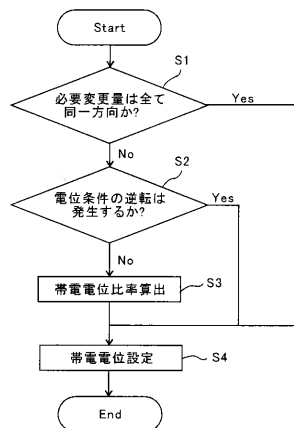 Start
S1
必要変更量は全て
同一方向か?
Yes
No
S2
電位条件の逆転は
発生するか?
Yes
No
帯電電位比率算出
S3
帯電電位設定
S4
End